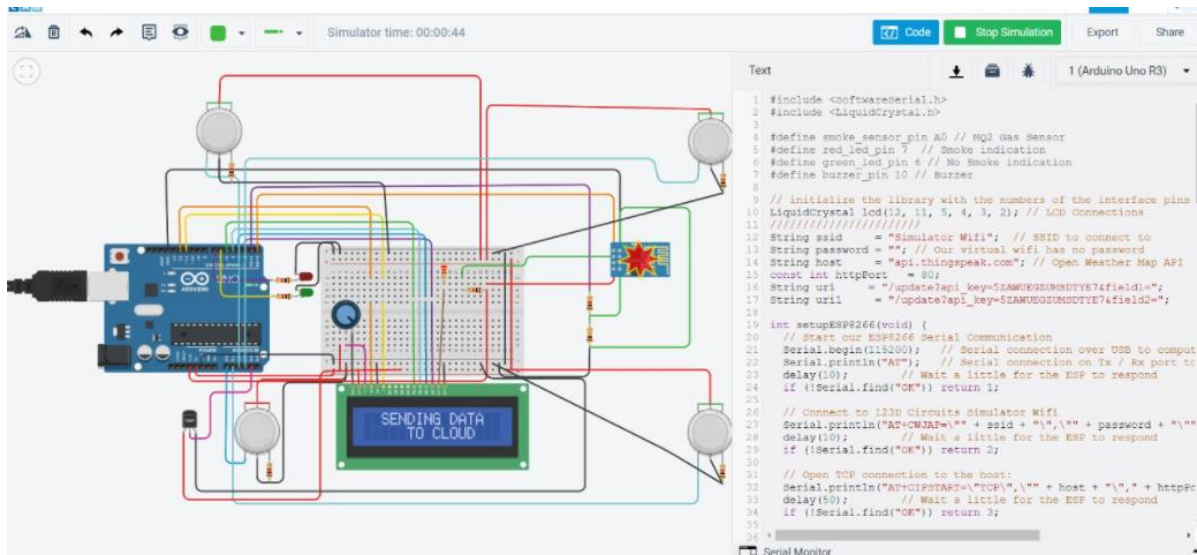 Simulator time: 00:00:44
Code
Stop Simulation
Export
Share
Text
1 (Arduino Uno R3)
1 #include <SoftwareSerial.h>
2 #include <LiquidCrystal.h>
3
4 #define smoke_sensor_pin A0 // MQ2 Gas Sensor
5 #define red_led_pin 7 // Smoke indication
6 #define green_led_pin 6 // No Smoke indication
7 #define buzzer_pin 10 // Buzzer
8
9 // initialize the library with the numbers of the interface pins
10 LiquidCrystal lcd(12, 11, 5, 4, 3, 2); // LCD Connections
11 ///////////////////////
12 String ssid = "Simulator Wifi"; // SSID to connect to
13 String password = ""; // Our virtual wifi has no password
14 String host = "api.thingspeak.com"; // Open Weather Map API
15 const int httpPort = 80;
16 String uri = "/update?api_key=5ZAWUEGZUMSDTYE7&field1=";
17 String uri1 = "/update?api_key=5ZAWUEGZUMSDTYE7&field2=";
18
19 int setupESP8266(void) {
20 // Start our ESP8266 Serial Communication
21 Serial.begin(115200); // Serial connection over USB to comput
22 Serial.println("AT"); // Serial connection on Tx / Rx port to
23 delay(10); // Wait a little for the ESP to respond
24 if (!Serial.find("OK")) return 1;
25
26 // Connect to 123D Circuits Simulator Wifi
27 Serial.println("AT+CWJAP=\"" + ssid + "\",\"" + password + "\""
28 delay(10); // Wait a little for the ESP to respond
29 if (!Serial.find("OK")) return 2;
30
31 // Open TCP connection to the host:
32 Serial.println("AT+CIPSTART=\"TCP\",\"" + host + "\"," + httpPo
33 delay(50); // Wait a little for the ESP to respond
34 if (!Serial.find("OK")) return 3;
35
36
Serial Monitor
ARDUINO
SENDING DATA
TO CLOUD